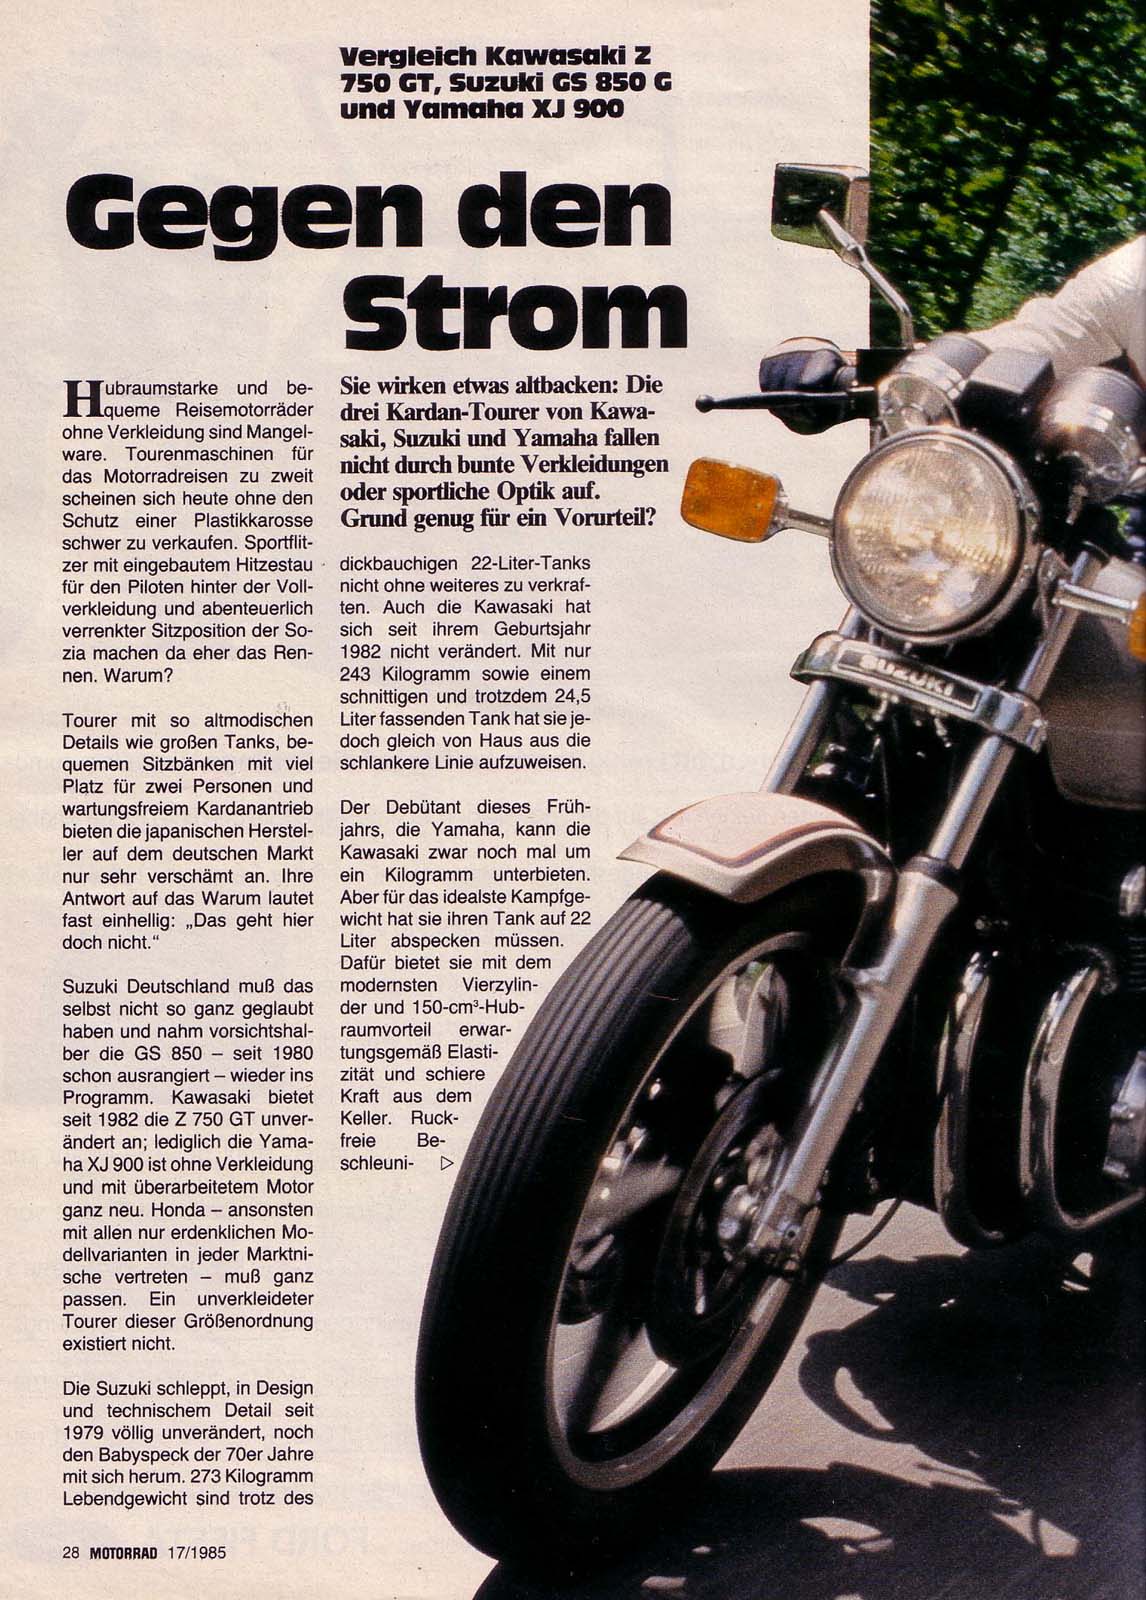 Vergleich Kawasaki Z
750 GT, Suzuki GS 850 G
und Yamaha XJ 900
Gegen den
Strom
Hubraumstarke und be-
queme Reisemotorräder
ohne Verkleidung sind Mangel-
ware. Tourenmaschinen für
das Motorradreisen zu zweit
scheinen sich heute ohne den
Schutz einer Plastikkarosse
schwer zu verkaufen. Sportflit-
zer mit eingebautem Hitzestau
für den Piloten hinter der Voll-
verkleidung und abenteuerlich
verrenkter Sitzposition der So-
zia machen da eher das Ren-
nen. Warum?
Tourer mit so altmodischen
Details wie großen Tanks, be-
quemen Sitzbänken mit viel
Platz für zwei Personen und
wartungsfreiem Kardanantrieb
bieten die japanischen Herstel-
ler auf dem deutschen Markt
nur sehr verschämt an. Ihre
Antwort auf das Warum lautet
fast einhellig: „Das geht hier
doch nicht.“
Suzuki Deutschland muß das
selbst nicht so ganz geglaubt
haben und nahm vorsichtshal-
ber die GS 850 – seit 1980
schon ausrangiert – wieder ins
Programm. Kawasaki bietet
seit 1982 die Z 750 GT unver-
ändert an; lediglich die Yama-
ha XJ 900 ist ohne Verkleidung
und mit überarbeitetem Motor
ganz neu. Honda – ansonsten
mit allen nur erdenklichen Mo-
dellvarianten in jeder Marktni-
sche vertreten – muß ganz
passen. Ein unverkleideter
Tourer dieser Größenordnung
existiert nicht.
Die Suzuki schleppt, in Design
und technischem Detail seit
1979 völlig unverändert, noch
den Babyspeck der 70er Jahre
mit sich herum. 273 Kilogramm
Lebendgewicht sind trotz des
Sie wirken etwas altbacken: Die
drei Kardan-Tourer von Kawa-
saki, Suzuki und Yamaha fallen
nicht durch bunte Verkleidungen
oder sportliche Optik auf.
Grund genug für ein Vorurteil?
dickbauchigen 22-Liter-Tanks
nicht ohne weiteres zu verkraf-
ten. Auch die Kawasaki hat
sich seit ihrem Geburtsjahr
1982 nicht verändert. Mit nur
243 Kilogramm sowie einem
schnittigen und trotzdem 24,5
Liter fassenden Tank hat sie je-
doch gleich von Haus aus die
schlankere Linie aufzuweisen.
Der Debütant dieses Früh-
jahrs, die Yamaha, kann die
Kawasaki zwar noch mal um
ein Kilogramm unterbieten.
Aber für das idealste Kampfge-
wicht hat sie ihren Tank auf 22
Liter abspecken müssen.
Dafür bietet sie mit dem
modernsten Vierzylin-
der und 150-cm³-Hub-
raumvorteil erwar-
tungsgemäß Elasti-
zität und schiere
Kraft aus dem
Keller. Ruck-
freie Be-
schleuni- ▷
SUZUKI
28 MOTORRAD 17/1985